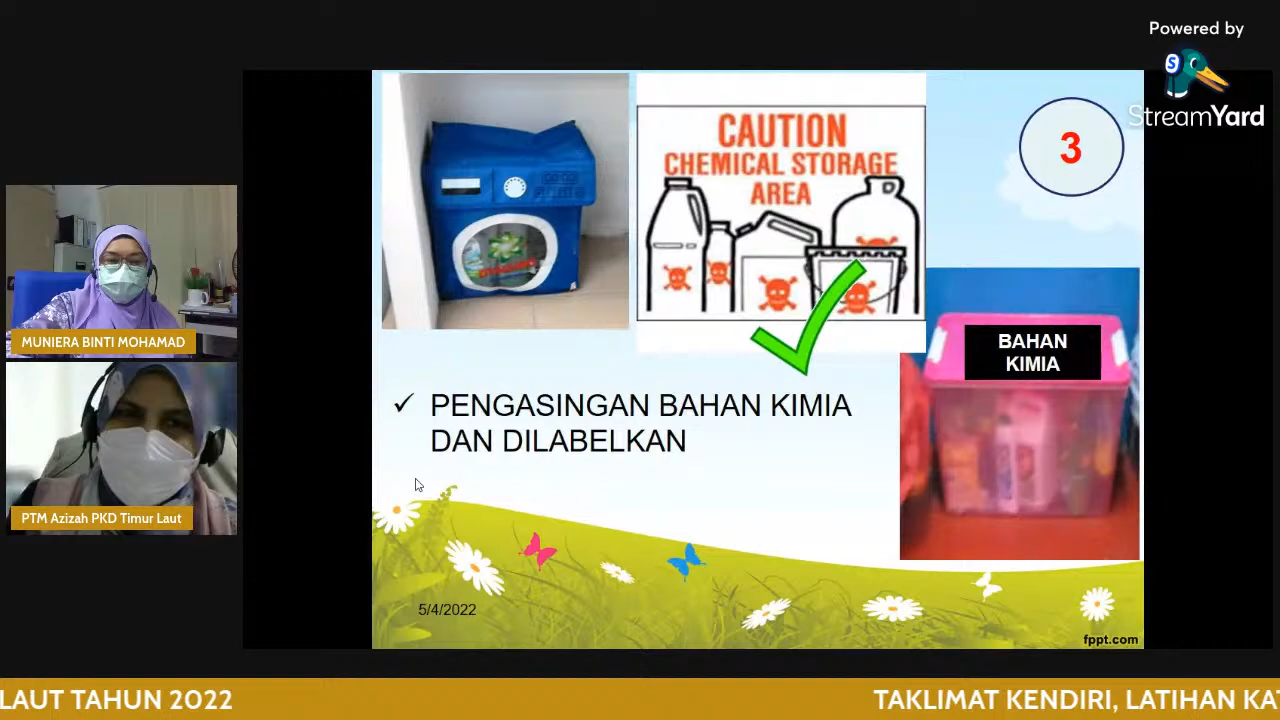 Powered by
StreamYard
3
CAUTION
CHEMICAL STORAGE
AREA
BAHAN
KIMIA
✓ PENGASINGAN BAHAN KIMIA
DAN DILABELKAN
MUNIERA BINTI MOHAMAD
PTM Azizah PKD Timur Laut
5/4/2022
fppt.com
LAUT TAHUN 2022
TAKLIMAT KENDIRI, LATIHAN KA